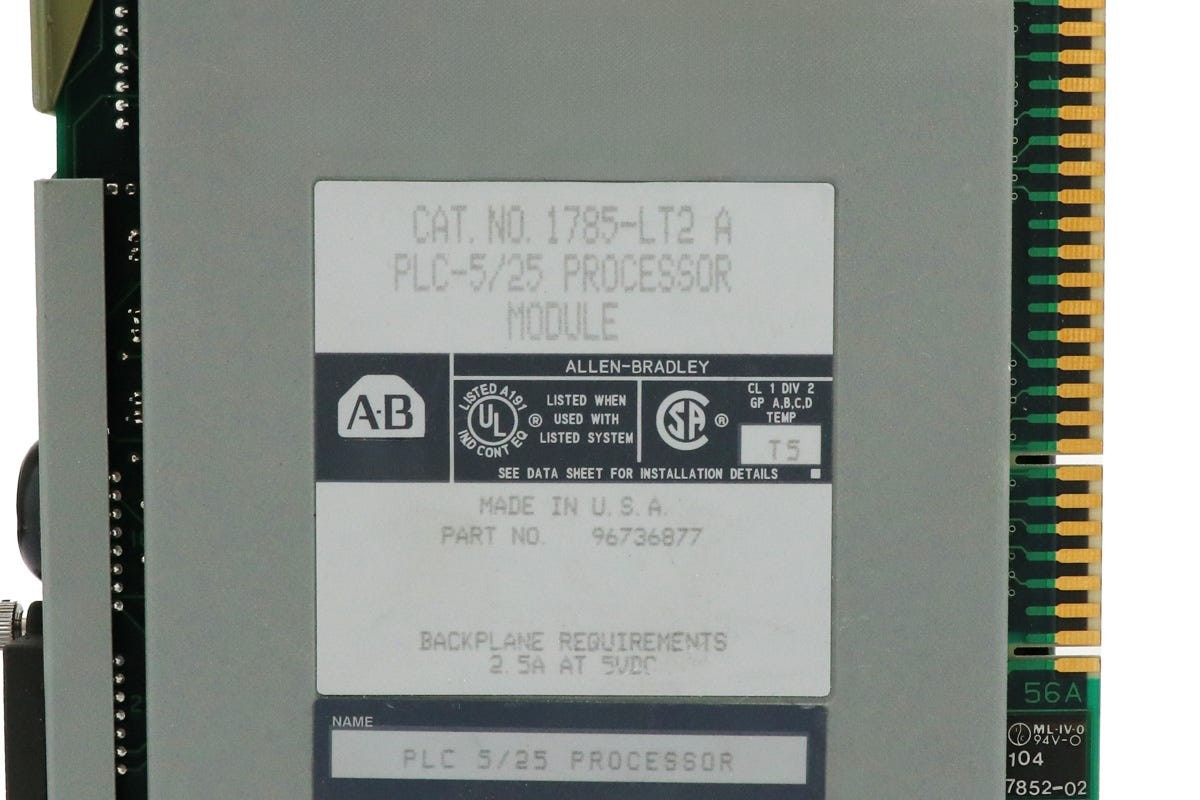 CAT. NO. 1785-LT2 A
PLC-5/25 PROCESSOR
MODULE
ALLEN-BRADLEY
A·B
LISTED A191
UL ®
IND CONT EQ
LISTED WHEN
USED WITH
LISTED SYSTEM
SA ®
CL 1 DIV 2
GP A,B,C,D
TEMP
T5
SEE DATA SHEET FOR INSTALLATION DETAILS
MADE IN U.S.A.
PART NO. 96736877
BACKPLANE REQUIREMENTS
2.5A AT 5VDC
NAME
PLC 5/25 PROCESSOR
56A
ML-IV-0
94V-O
104
7852-02